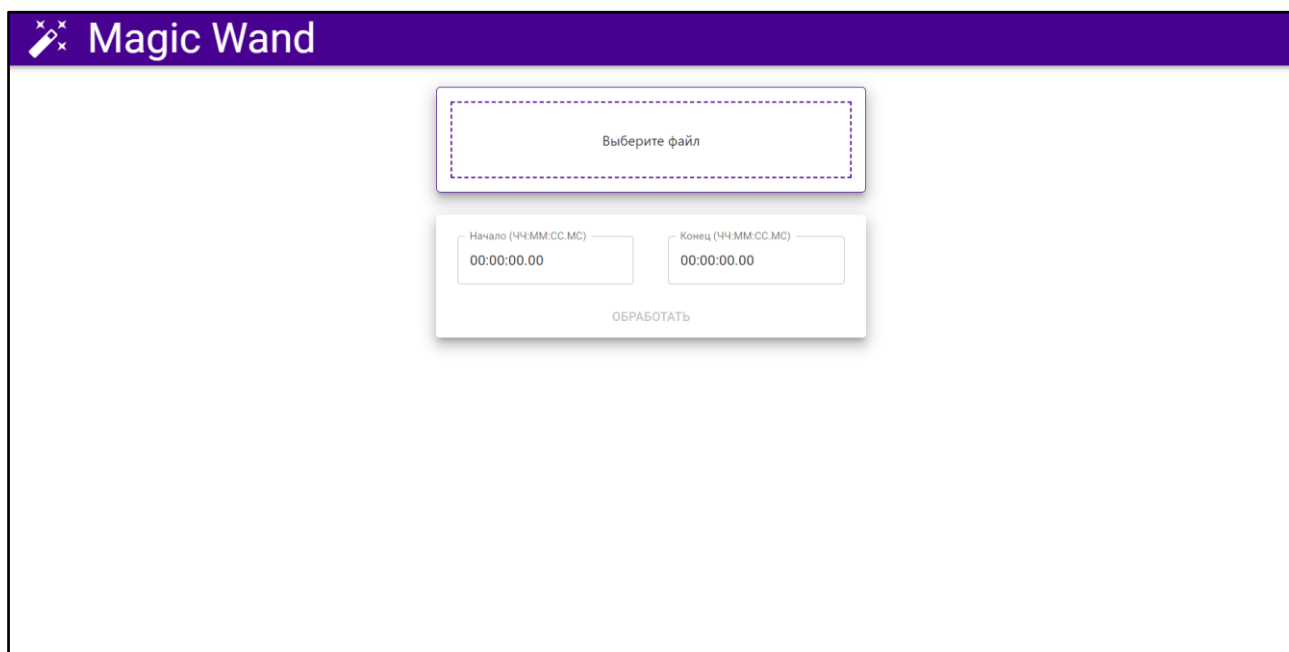 Magic Wand
Выберите файл
Начало (ЧЧ:ММ:СС.МС)
Конец (ЧЧ:ММ:СС.МС)
00:00:00.00
00:00:00.00
ОБРАБОТАТЬ